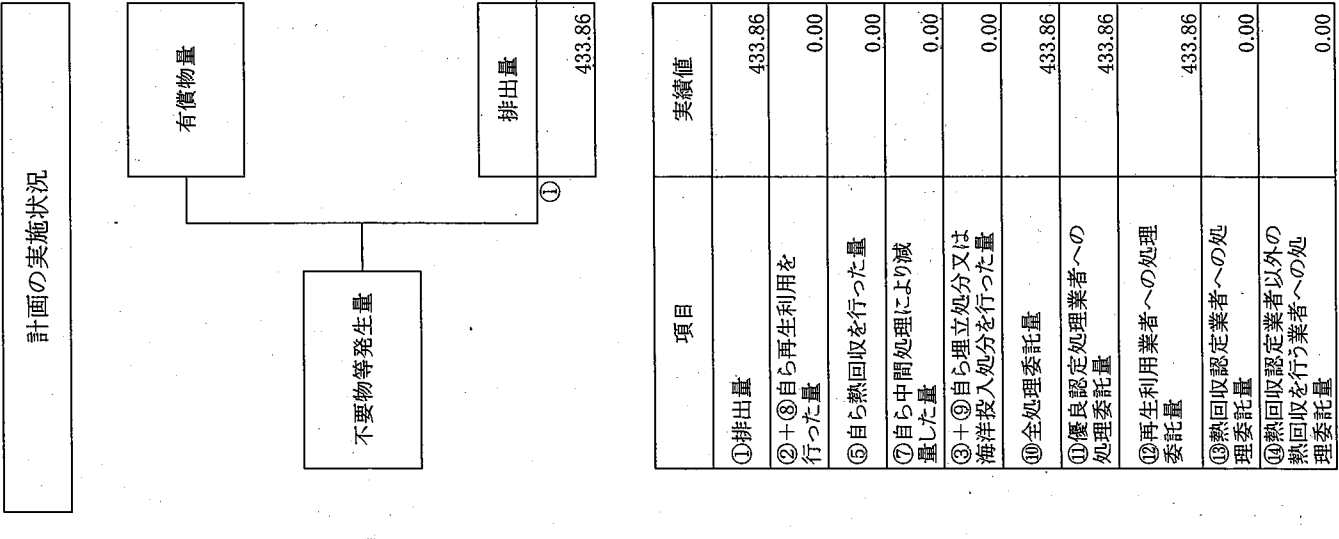 計画の実施状況
有償物量
不要物等発生量
①
排出量
433.86
項目
実績値
①排出量
433.86
②+⑧自ら再生利用を
行った量
0.00
⑤自ら熱回収を行った量
0.00
⑦自ら中間処理により減
量した量
0.00
③+⑨自ら埋立処分又は
海洋投入処分を行った量
0.00
⑩全処理委託量
433.86
⑪優良認定処理業者への
処理委託量
433.86
⑫再生利用業者への処理
委託量
433.86
⑬熱回収認定業者への処
理委託量
0.00
⑭熱回収認定業者以外の
熱回収を行う業者への処
理委託量
0.00